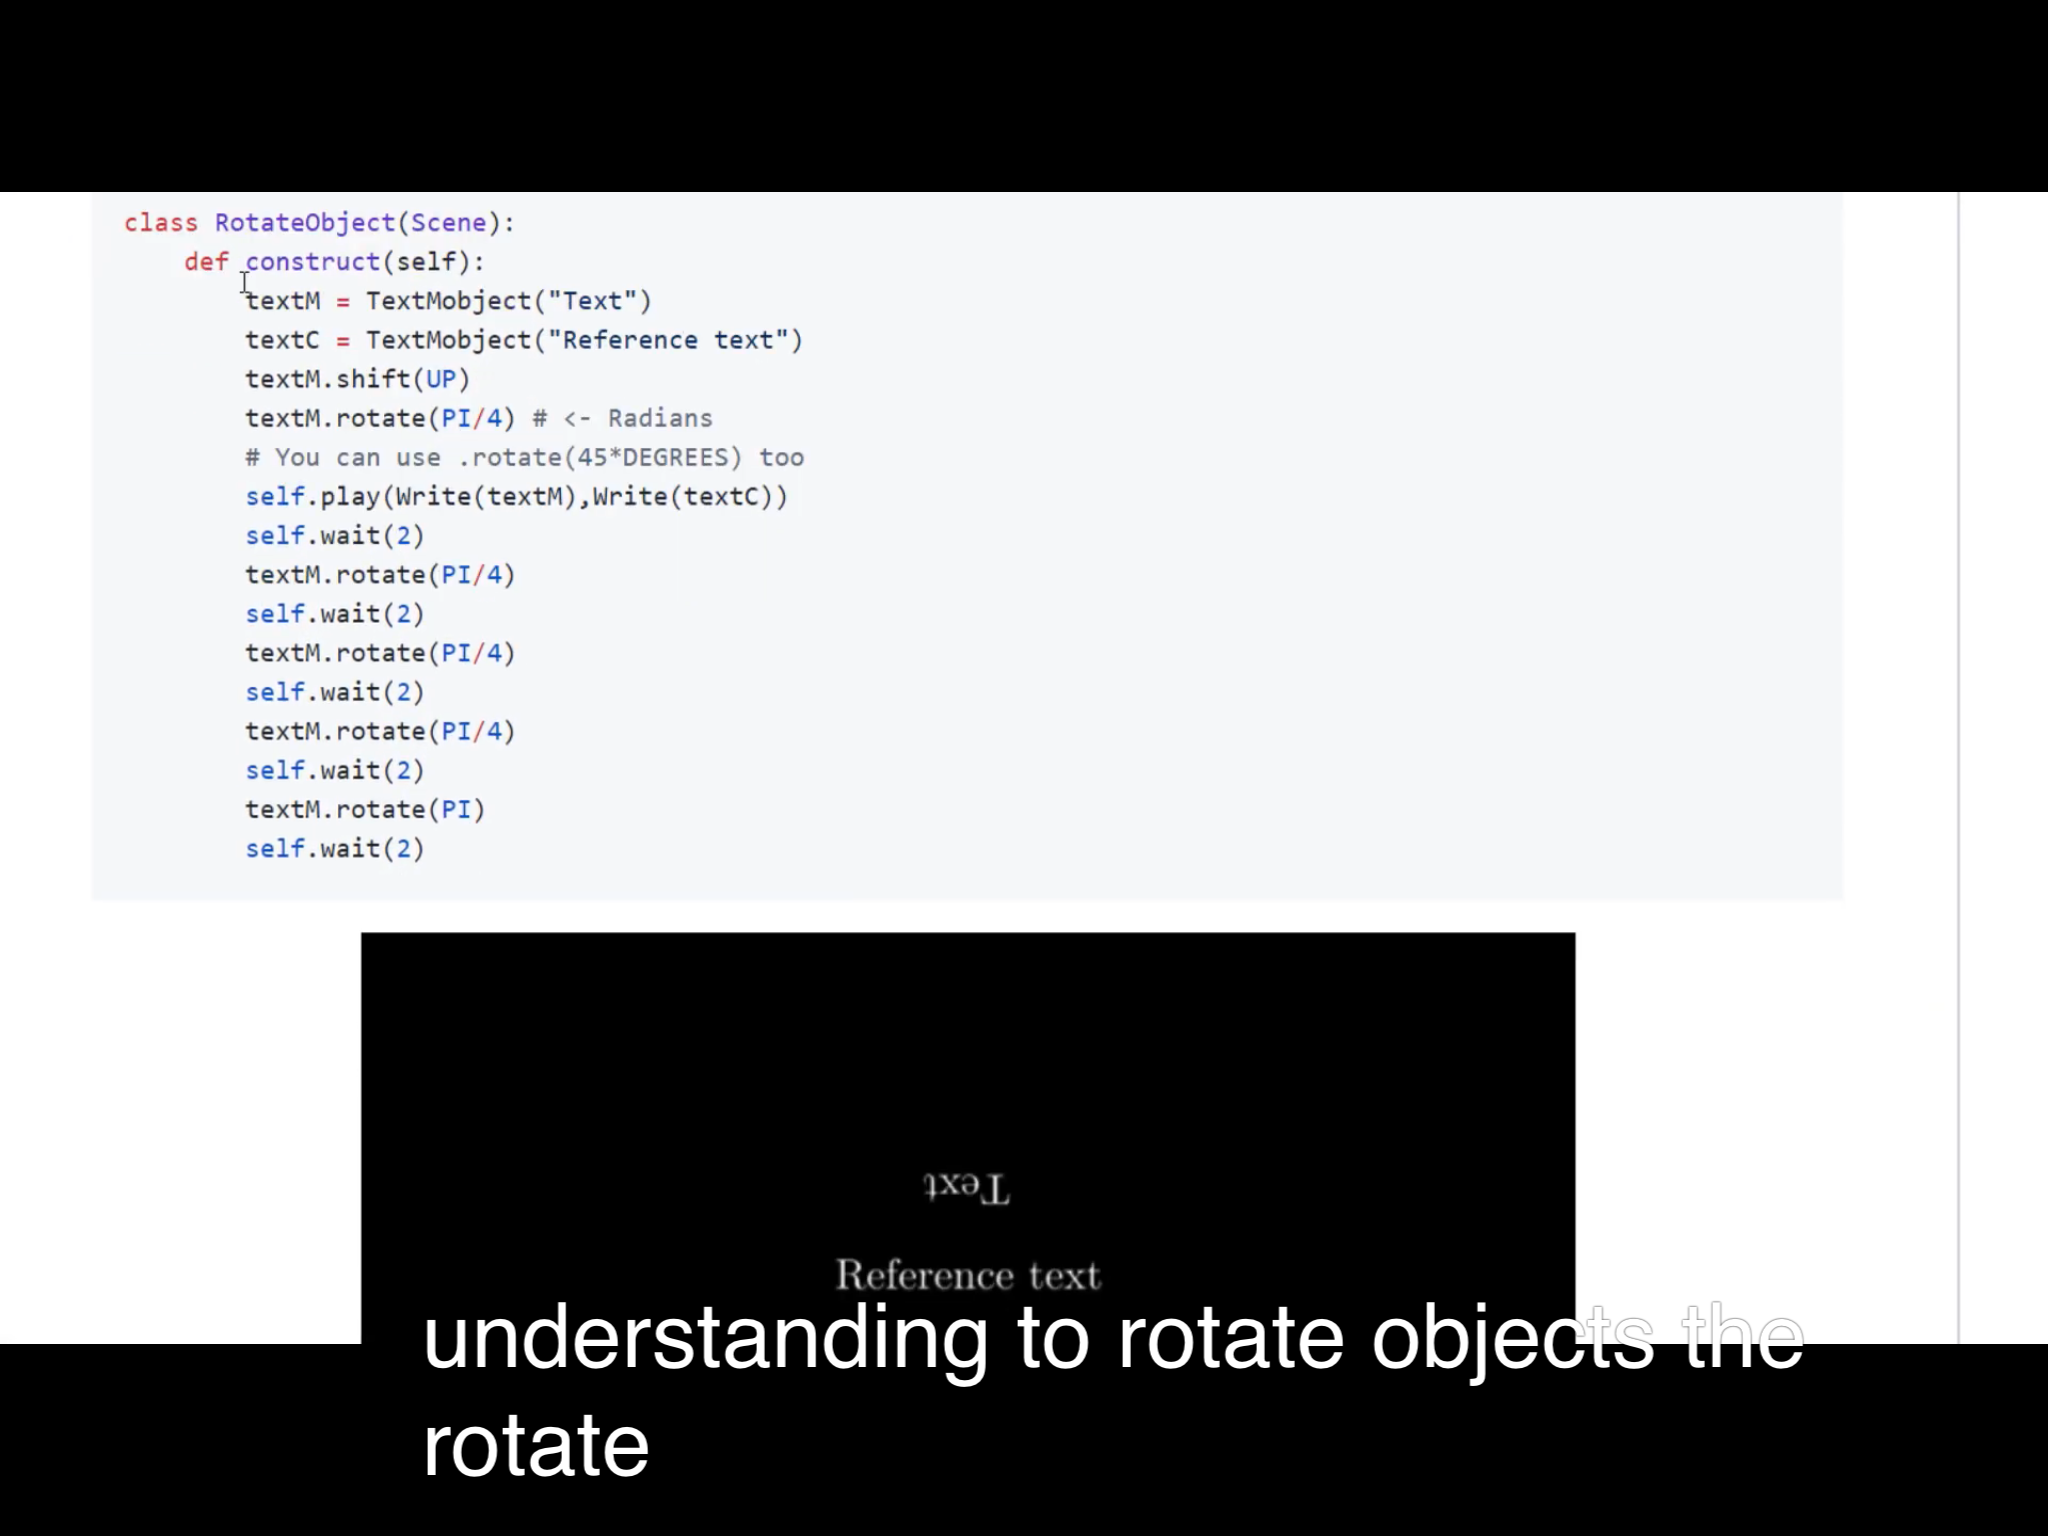 class RotateObject(Scene):
    def construct(self):
        textM = TextMobject("Text")
        textC = TextMobject("Reference text")
        textM.shift(UP)
        textM.rotate(PI/4) # <- Radians
        # You can use .rotate(45*DEGREES) too
        self.play(Write(textM),Write(textC))
        self.wait(2)
        textM.rotate(PI/4)
        self.wait(2)
        textM.rotate(PI/4)
        self.wait(2)
        textM.rotate(PI/4)
        self.wait(2)
        textM.rotate(PI)
        self.wait(2)
Text
Reference text
understanding to rotate objects the
rotate